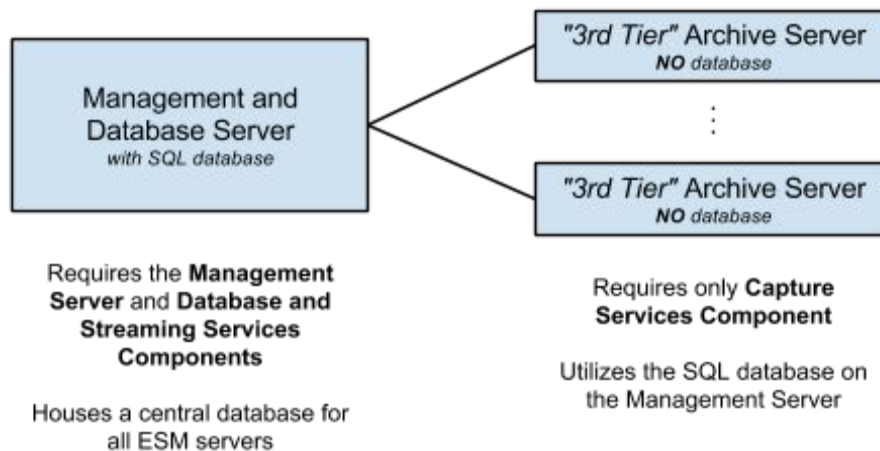 Management and
Database Server
with SQL database
"3rd Tier" Archive Server
NO database
"3rd Tier" Archive Server
NO database
Requires the Management
Server and Database and
Streaming Services
Components
Houses a central database for
all ESM servers
Requires only Capture
Services Component
Utilizes the SQL database on
the Management Server